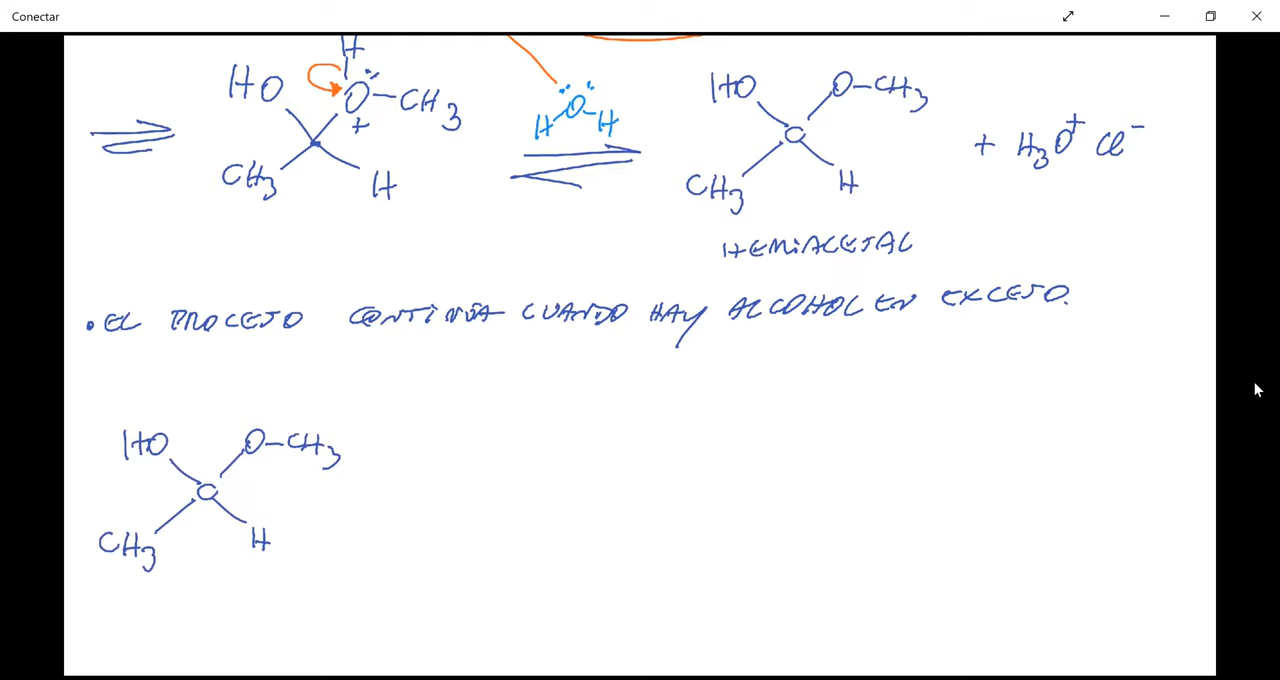 Conectar
H
HO O CH3 H O H HO O-CH3
+ + H3O+ Cl-
CH3 H CH3 C H
HEMIACETAL
• EL PROCESO CONTINÚA CUANDO HAY ALCOHOL EN EXCESO.
HO O-CH3
C
CH3 H